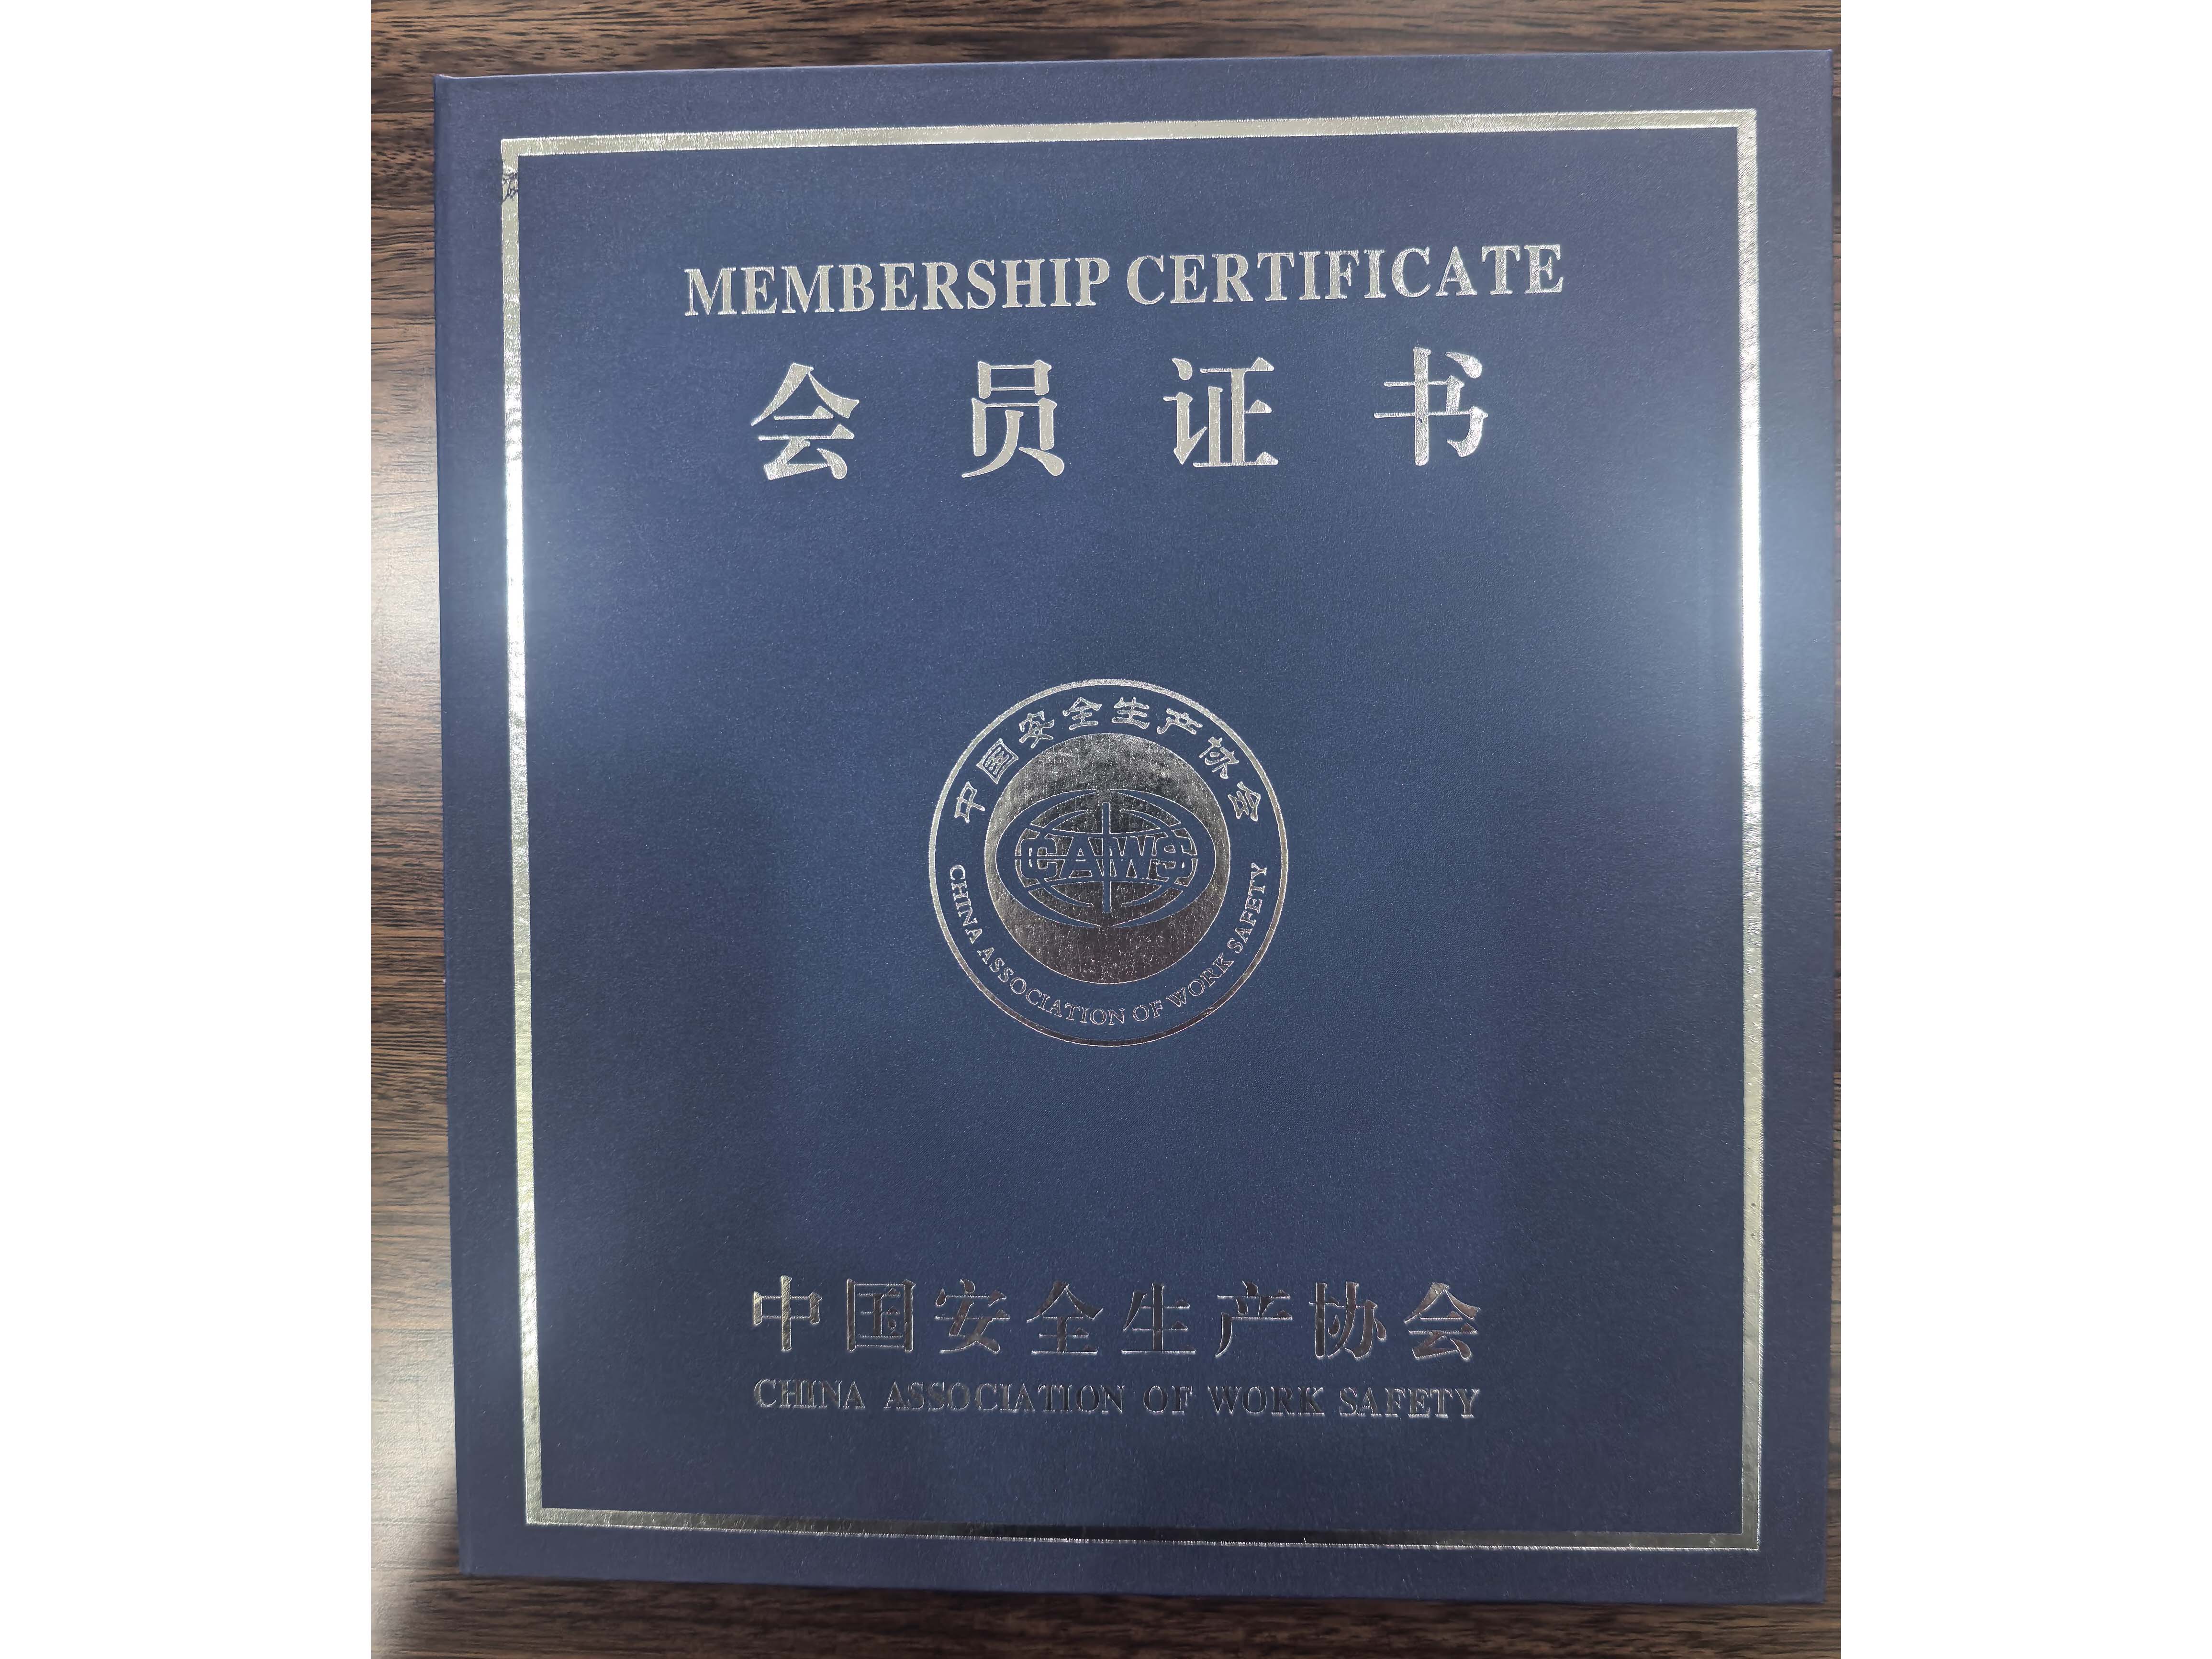 MEMBERSHIP CERTIFICATE
会员证书
中国安全生产协会
CAWS
CHINA ASSOCIATION OF WORK SAFETY
中国安全生产协会
CHINA ASSOCIATION OF WORK SAFETY